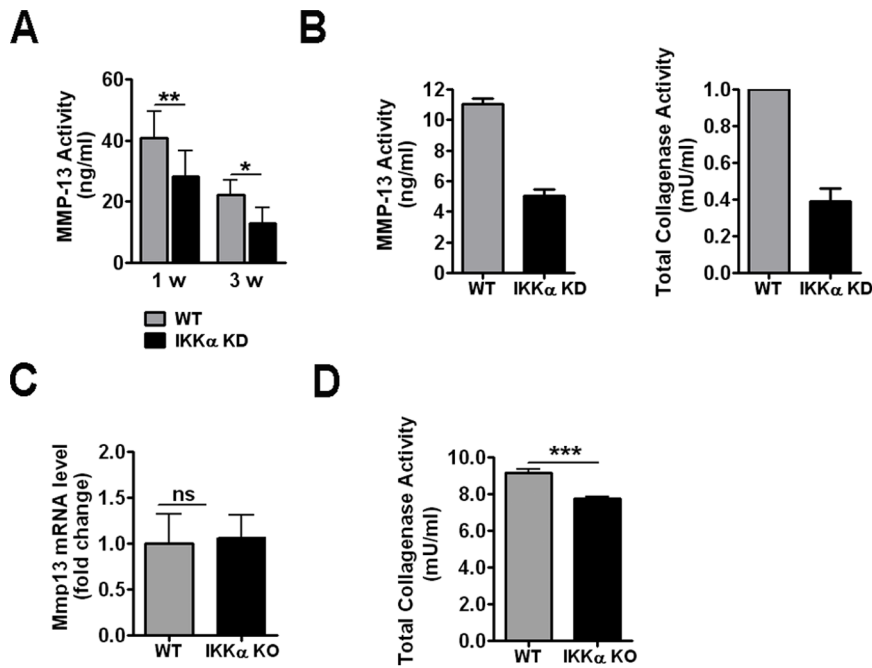 A
MMP-13 Activity
(ng/ml)
60
40
20
0
**
*
1 w
3 w
WT
IKKα KD
B
MMP-13 Activity
(ng/ml)
12
10
8
6
4
2
0
WT
IKKα KD
Total Collagenase Activity
(mU/ml)
1.0
0.8
0.6
0.4
0.2
0.0
WT
IKKα KD
C
Mmp13 mRNA level
(fold change)
2.0
1.5
1.0
0.5
0.0
ns
WT
IKKα KO
D
Total Collagenase Activity
(mU/ml)
10.0
8.0
6.0
4.0
2.0
0.0
***
WT
IKKα KO